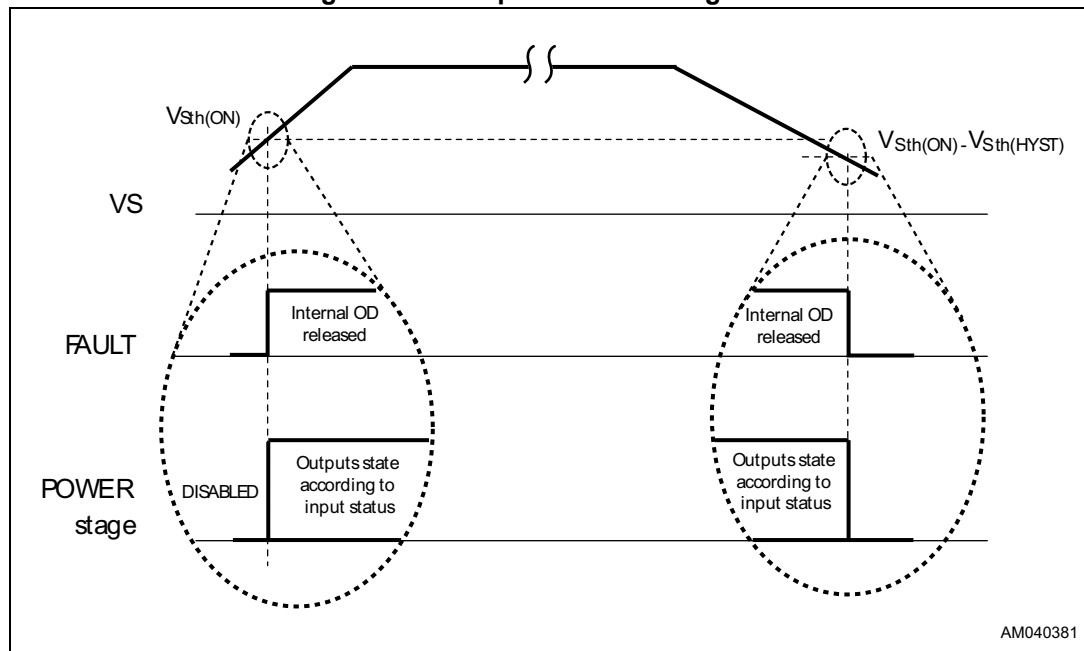 VSth(ON)
VSth(ON)-VSth(HYST)
VS
Internal OD
released
Internal OD
released
FAULT
Outputs state
according to
input status
Outputs state
according to
input status
POWER
stage
DISABLED
AM040381